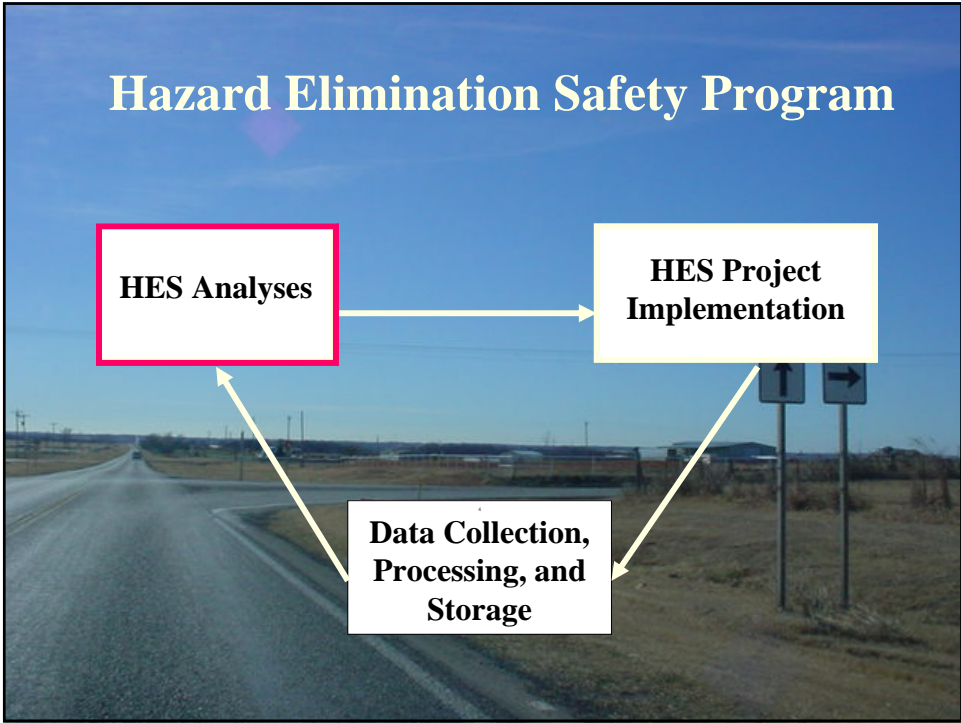 Hazard Elimination Safety Program
HES Analyses
HES Project
Implementation
Data Collection,
Processing, and
Storage